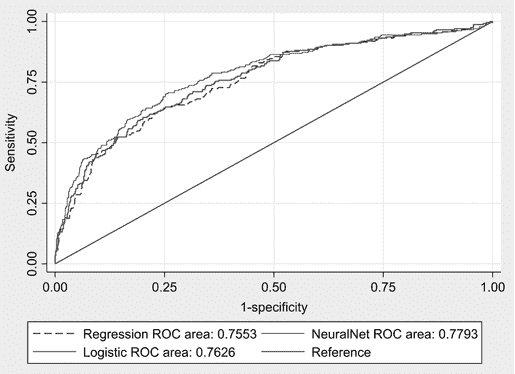 Sensitivity
1.00
0.75
0.50
0.25
0.00
0.00 0.25 0.50 0.75 1.00
1-specificity
Regression ROC area: 0.7553 NeuralNet ROC area: 0.7793
Logistic ROC area: 0.7626 Reference